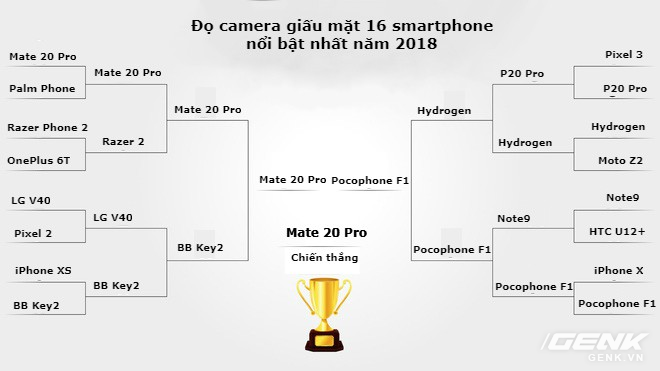 Đọ camera giấu mặt 16 smartphone
nổi bật nhất năm 2018
Mate 20 Pro
Palm Phone
Razer Phone 2
OnePlus 6T
LG V40
Pixel 2
iPhone XS
BB Key2
Mate 20 Pro
Razer 2
LG V40
BB Key2
Mate 20 Pro
BB Key2
Mate 20 Pro
Pocophone F1
Mate 20 Pro
Chiến thắng
Hydrogen
Pocophone F1
P20 Pro
Hydrogen
Note9
Pocophone F1
Pixel 3
P20 Pro
Hydrogen
Moto Z2
Note9
HTC U12+
iPhone X
Pocophone F1
GENK
GENK.VN